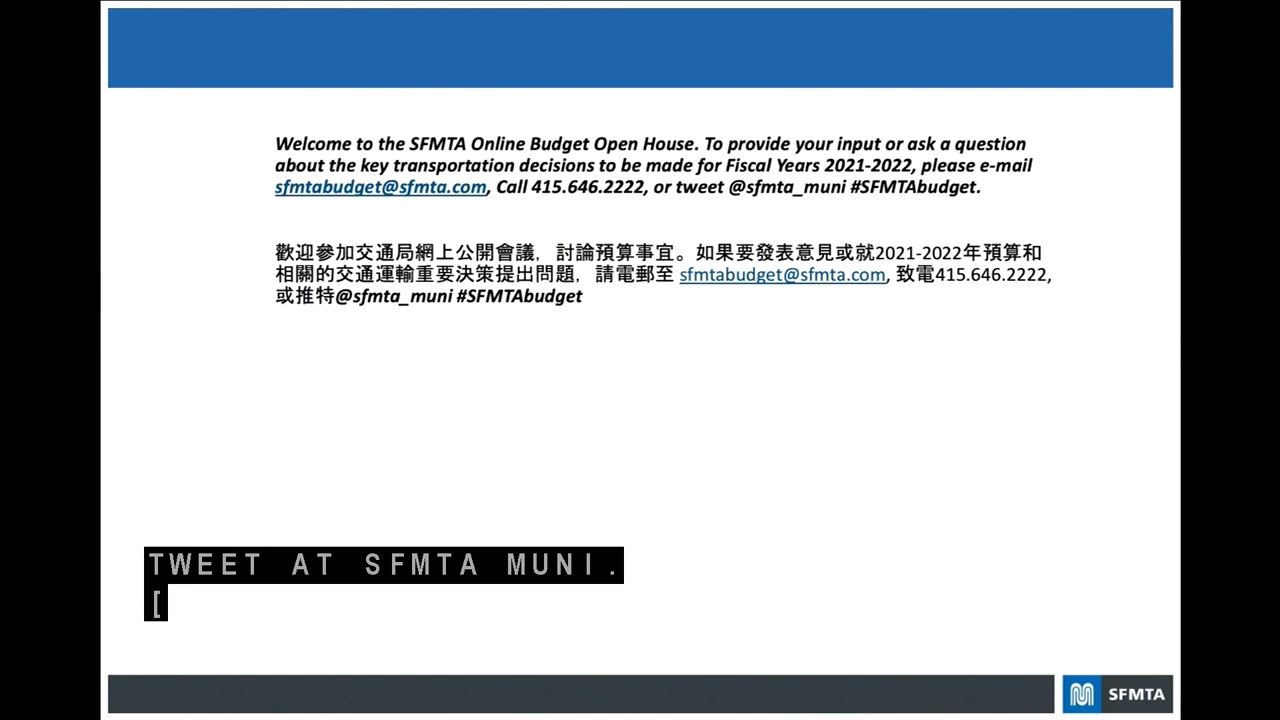 Welcome to the SFMTA Online Budget Open House. To provide your input or ask a question
about the key transportation decisions to be made for Fiscal Years 2021-2022, please e-mail
sfmtabudget@sfmta.com, Call 415.646.2222, or tweet @sfmta_muni #SFMTAbudget.
歡迎參加交通局網上公開會議，討論預算事宜。如果要發表意見或就2021-2022年預算和
相關的交通運輸重要決策提出問題，請電郵至 sfmtabudget@sfmta.com, 致電415.646.2222,
或推特@sfmta_muni #SFMTAbudget
TWEET AT SFMTA MUNI.
[
SFMTA